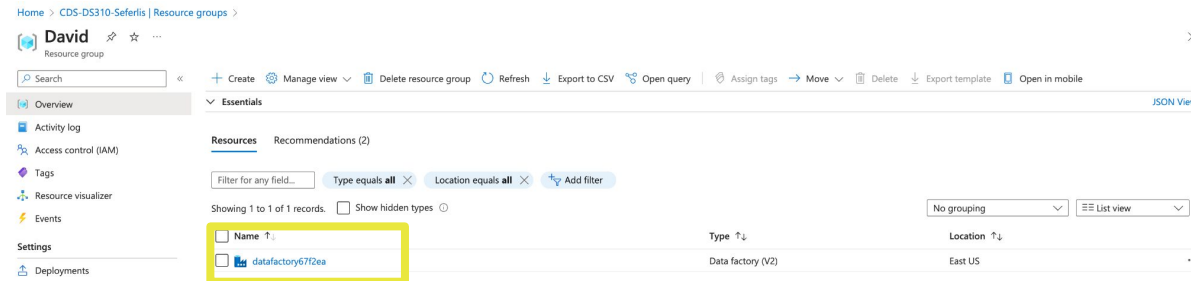 Home > CDS-DS310-Seferlis | Resource groups >
David
Resource group
Search
Create Manage view Delete resource group Refresh Export to CSV Open query Assign tags Move Delete Export template Open in mobile
Overview
Essentials
Activity log
Access control (IAM)
Tags
Resource visualizer
Events
Settings
Deployments
JSON
Resources Recommendations (2)
Filter for any field... Type equals all Location equals all Add filter
Showing 1 to 1 of 1 records. Show hidden types No grouping List view
Name Type Location
datafactory67f2ea Data factory (V2) East US